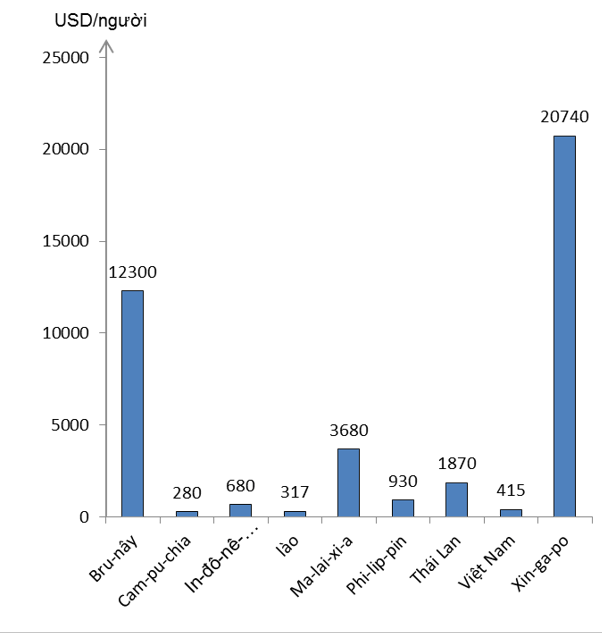 USD/người
25000
20000
15000
10000
5000
0
12300
280
680
317
3680
930
1870
415
20740
Bru-nây
Cam-pu-chia
In-đô-nê-...
lào
Ma-lai-xi-a
Phi-lip-pin
Thái Lan
Việt Nam
Xin-ga-po